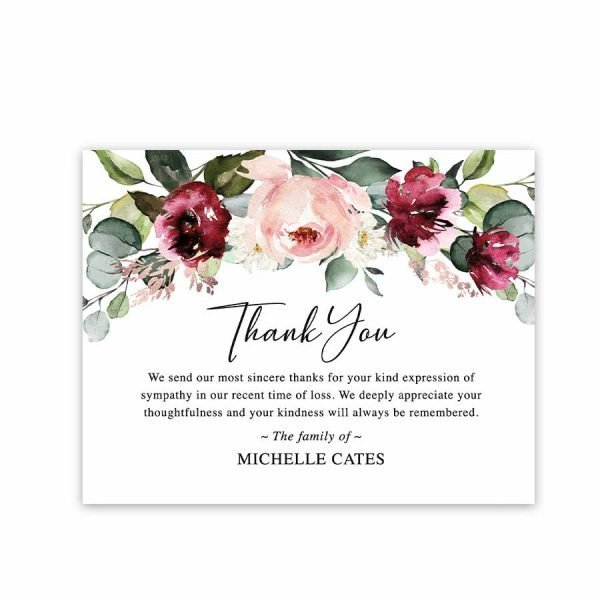 Thank You
We send our most sincere thanks for your kind expression of
sympathy in our recent time of loss. We deeply appreciate your
thoughtfulness and your kindness will always be remembered.
~ The family of ~
MICHELLE CATES